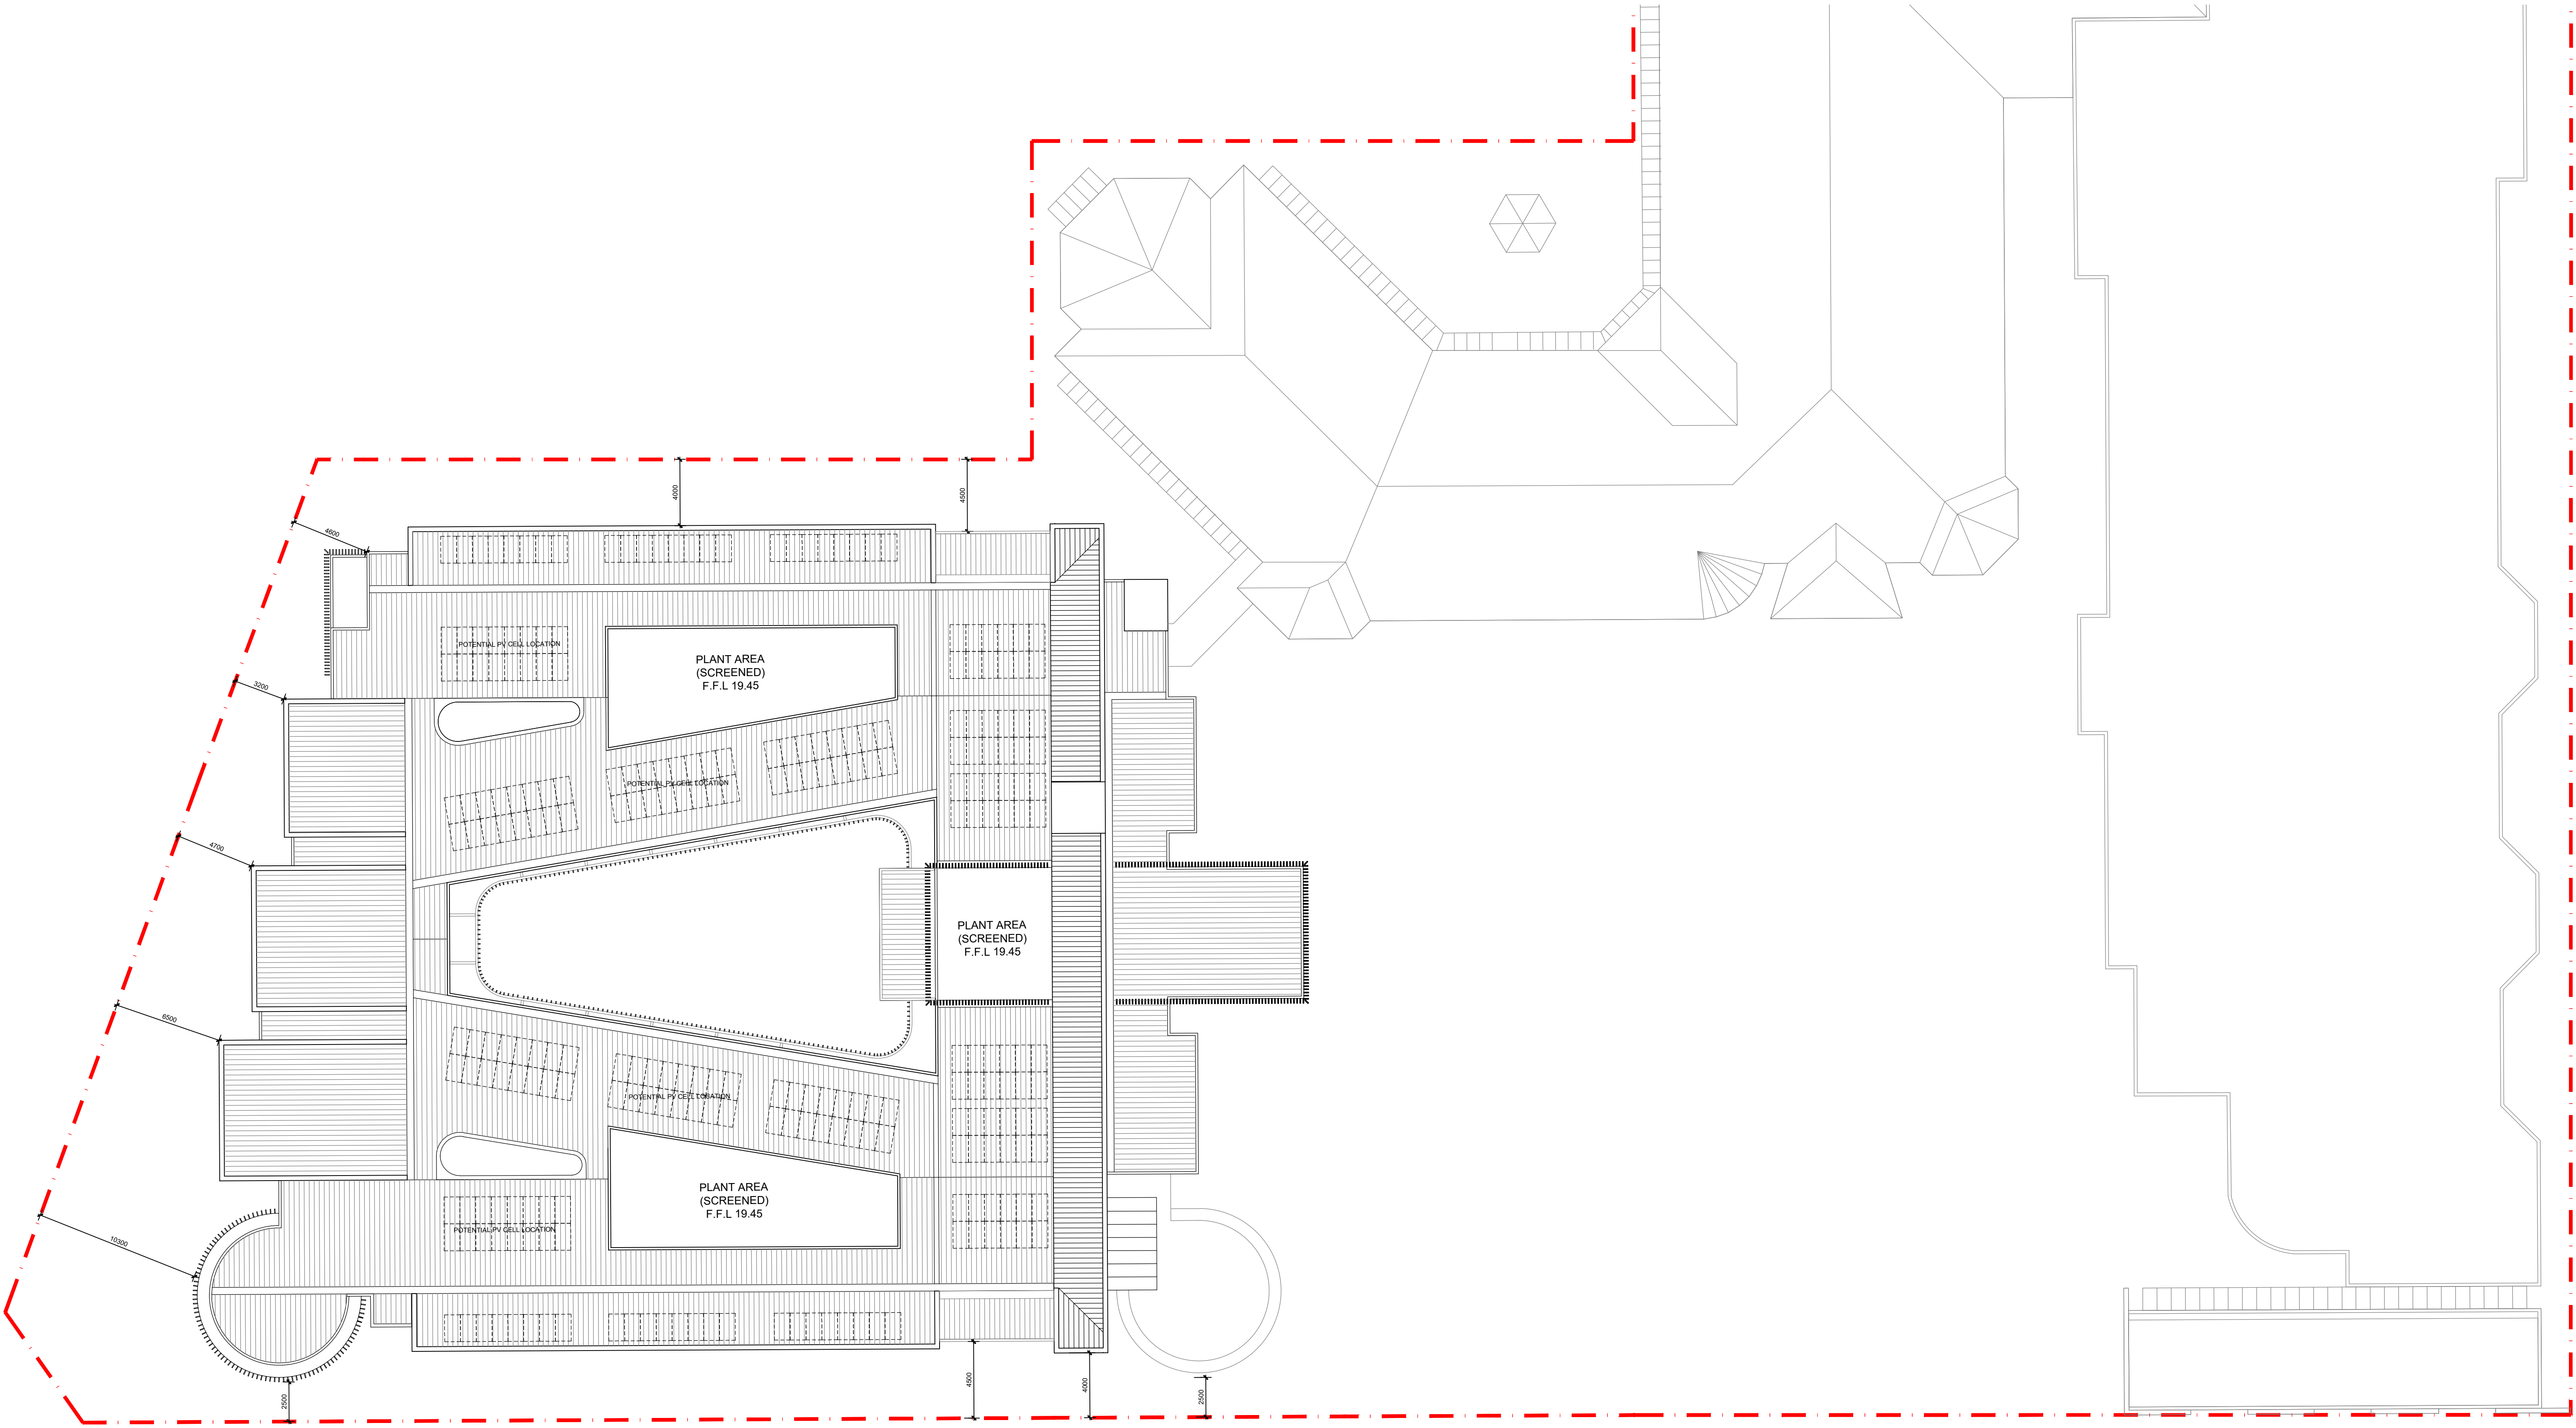 4000
4500
4600
POTENTIAL PV CELL LOCATION
PLANT AREA
(SCREENED)
F.F.L 19.45
3200
POTENTIAL PV CELL LOCATION
4700
PLANT AREA
(SCREENED)
F.F.L 19.45
6500
POTENTIAL PV CELL LOCATION
PLANT AREA
(SCREENED)
F.F.L 19.45
POTENTIAL PV CELL LOCATION
10300
2500
4500
4000
2500